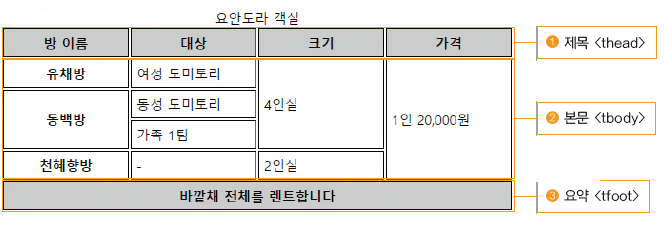 요안도라 객실
방 이름 대상 크기 가격
❶ 제목 <thead>
유채방 여성 도미토리
동백방 동성 도미토리 4인실
가족 1팀
1인 20,000원
❷ 본문 <tbody>
천혜향방 - 2인실
바깥채 전체를 렌트합니다
❸ 요약 <tfoot>